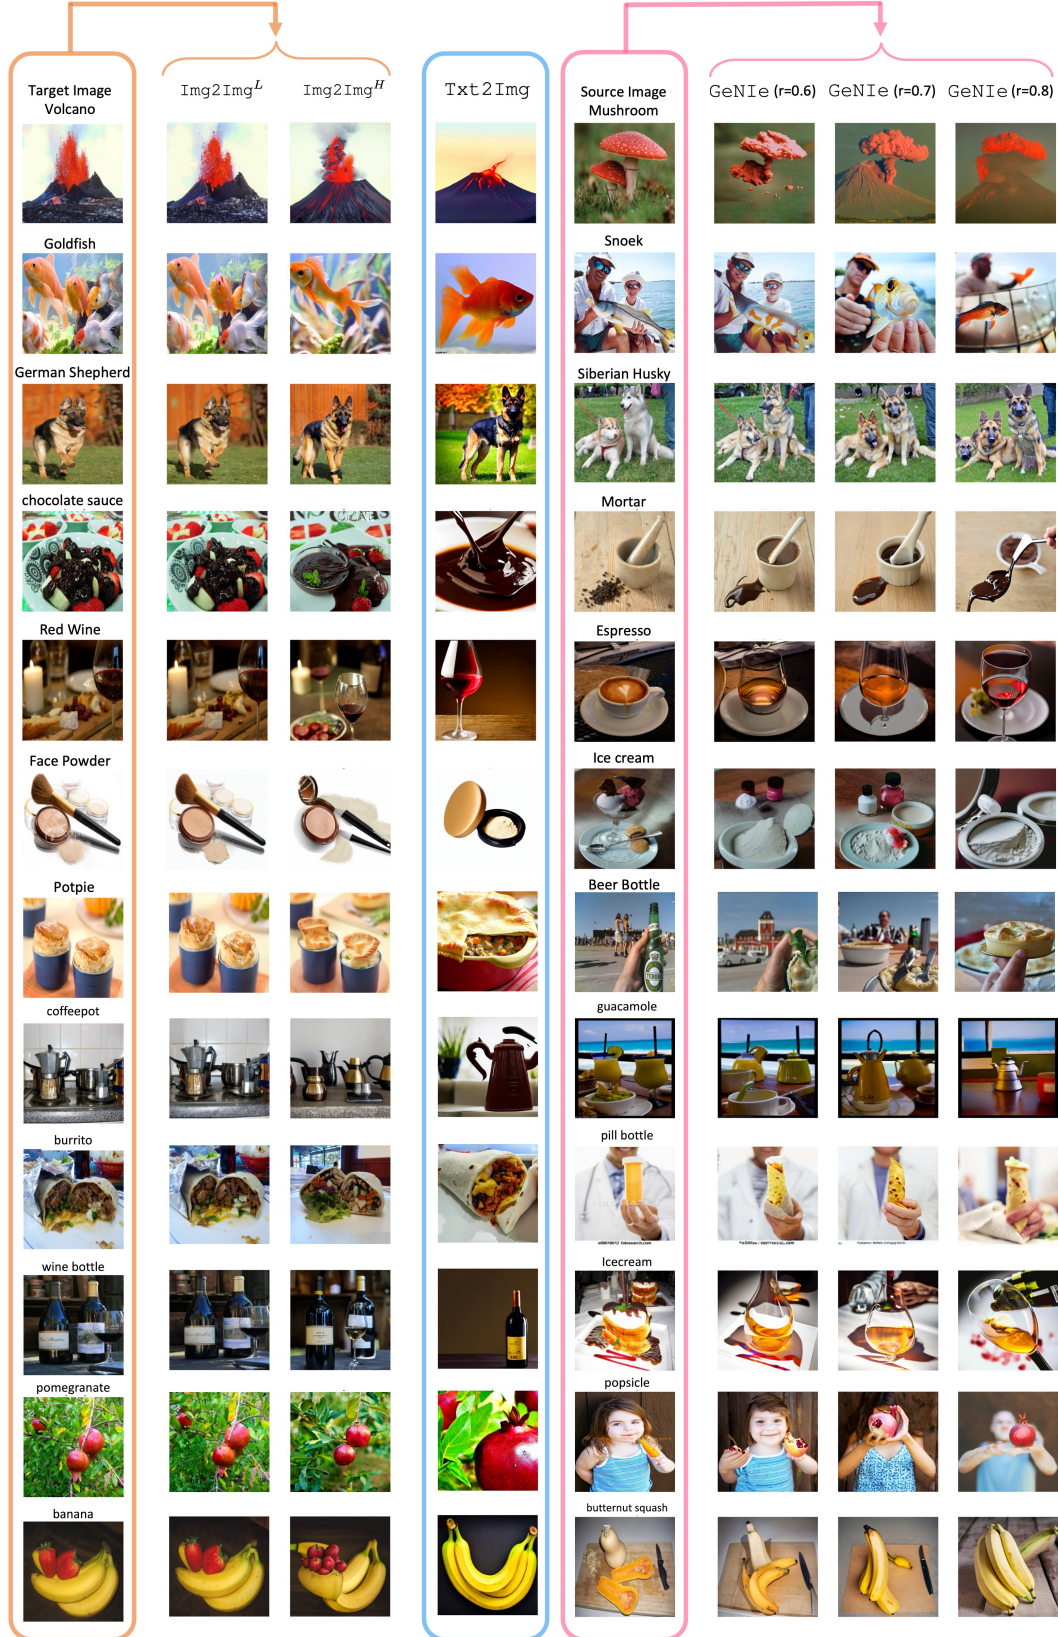 Target Image
Volcano
Img2Img^L
Img2Img^H
Txt2Img
Source Image
Mushroom
GeNIe (r=0.6)
GeNIe (r=0.7)
GeNIe (r=0.8)
Goldfish
Snoek
German Shepherd
Siberian Husky
chocolate sauce
Mortar
Red Wine
Espresso
Face Powder
Ice cream
Potpie
Beer Bottle
coffeepot
guacamole
burrito
pill bottle
wine bottle
Icecream
pomegranate
popsicle
banana
butternut squash